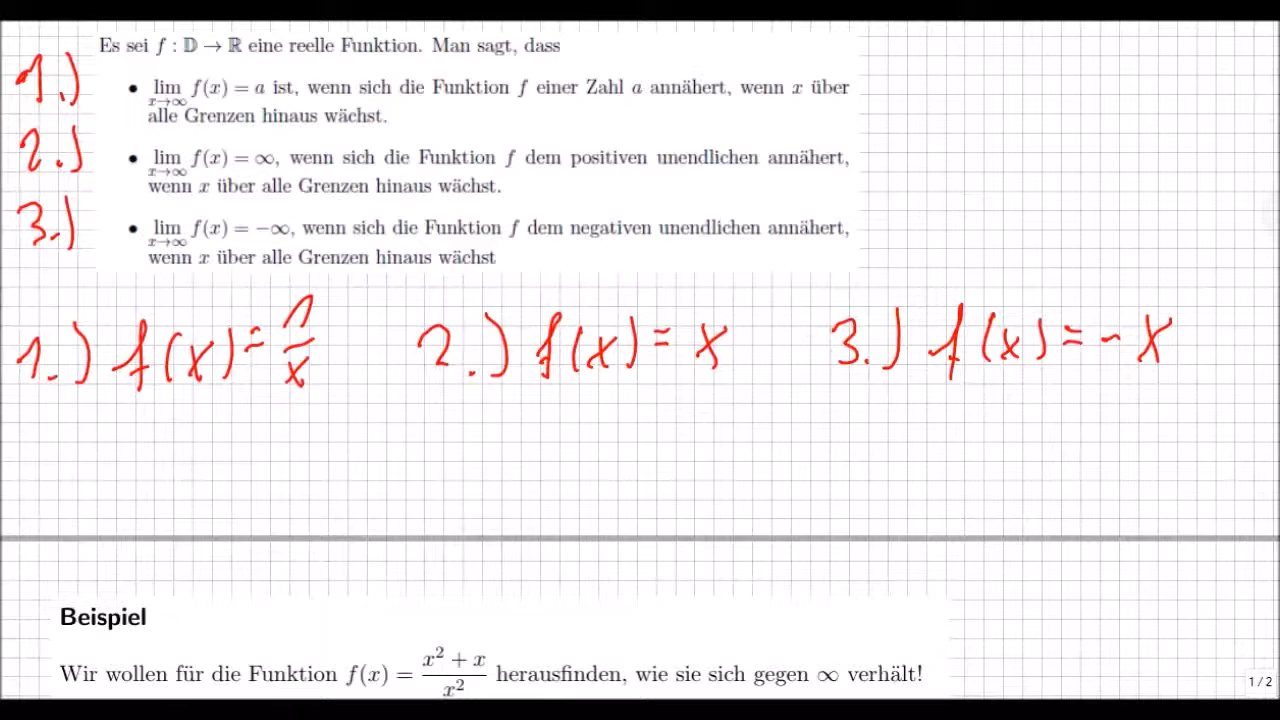 Es sei f : 𝔻 → ℝ eine reelle Funktion. Man sagt, dass
1.) • lim x→∞ f(x) = a ist, wenn sich die Funktion f einer Zahl a annähert, wenn x über
alle Grenzen hinaus wächst.
2.) • lim x→∞ f(x) = ∞, wenn sich die Funktion f dem positiven unendlichen annähert,
wenn x über alle Grenzen hinaus wächst.
3.) • lim x→∞ f(x) = −∞, wenn sich die Funktion f dem negativen unendlichen annähert,
wenn x über alle Grenzen hinaus wächst
1.) f(x) = 1/x 2.) f(x) = x 3.) f(x) = -x
Beispiel
Wir wollen für die Funktion f(x) = (x² + x)/x² herausfinden, wie sie sich gegen ∞ verhält!
1 / 2